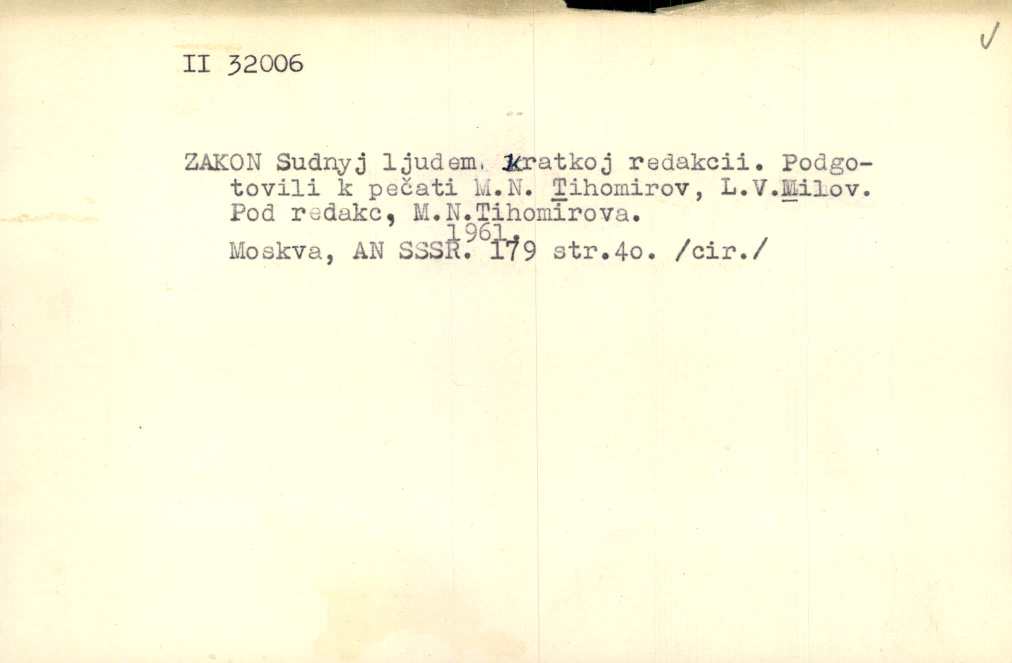 II 32006
ZAKON Sudnyj ljudem. kratkoj redakcii. Podgo-
tovili k pečati M.N. Tihomirov, L.V.Milov.
Pod redakc, M.N.Tihomirova.
1961.
Moskva, AN SSSR. 179 str.4o. /cir./